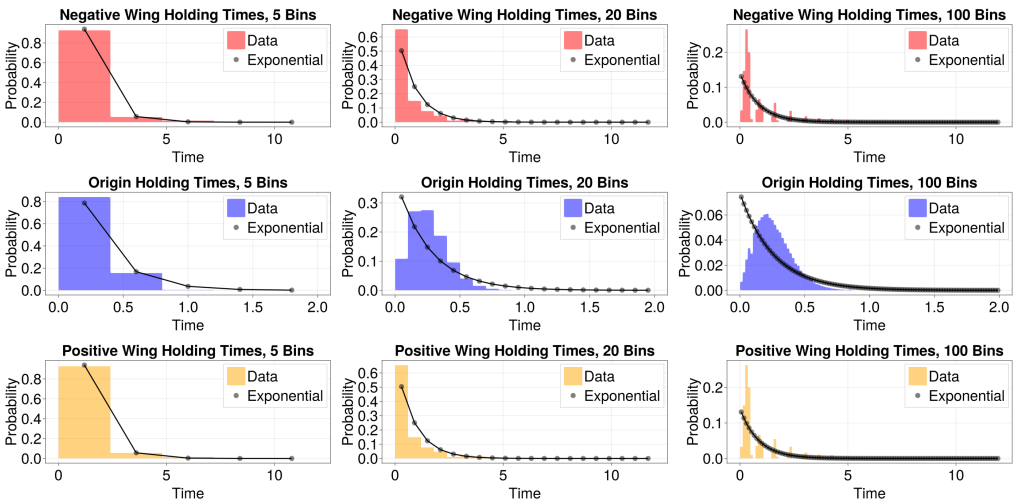 Negative Wing Holding Times, 5 Bins
Probability
0.8
0.6
0.4
0.2
0.0
0
5
10
Time
Data
Exponential
Negative Wing Holding Times, 20 Bins
Probability
0.6
0.5
0.4
0.3
0.2
0.1
0.0
0
5
10
Time
Data
Exponential
Negative Wing Holding Times, 100 Bins
Probability
0.2
0.1
0.0
0
5
10
Time
Data
Exponential
Origin Holding Times, 5 Bins
Probability
0.8
0.6
0.4
0.2
0.0
0.0
0.5
1.0
1.5
2.0
Time
Data
Exponential
Origin Holding Times, 20 Bins
Probability
0.3
0.2
0.1
0.0
0.0
0.5
1.0
1.5
2.0
Time
Data
Exponential
Origin Holding Times, 100 Bins
Probability
0.06
0.04
0.02
0.00
0.0
0.5
1.0
1.5
2.0
Time
Data
Exponential
Positive Wing Holding Times, 5 Bins
Probability
0.8
0.6
0.4
0.2
0.0
0
5
10
Time
Data
Exponential
Positive Wing Holding Times, 20 Bins
Probability
0.6
0.5
0.4
0.3
0.2
0.1
0.0
0
5
10
Time
Data
Exponential
Positive Wing Holding Times, 100 Bins
Probability
0.2
0.1
0.0
0
5
10
Time
Data
Exponential